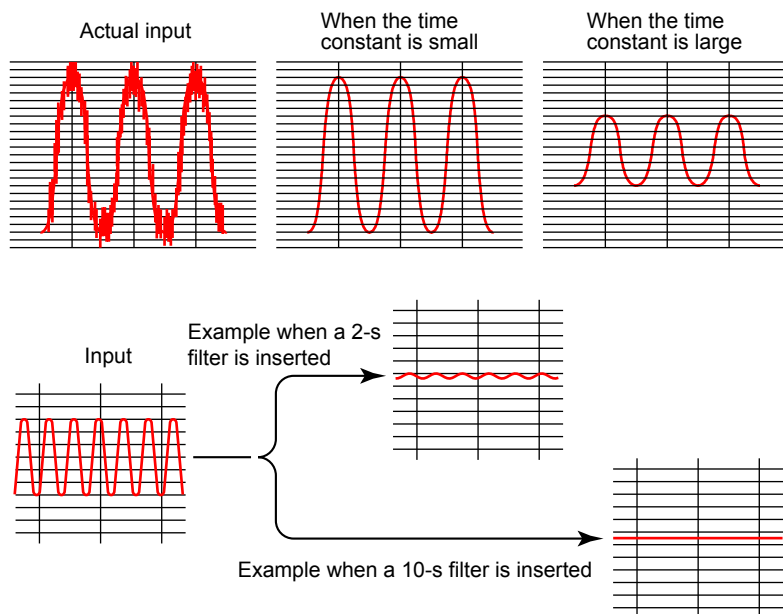 Actual input
When the time
constant is small
When the time
constant is large
Example when a 2-s
filter is inserted
Input
Example when a 10-s filter is inserted